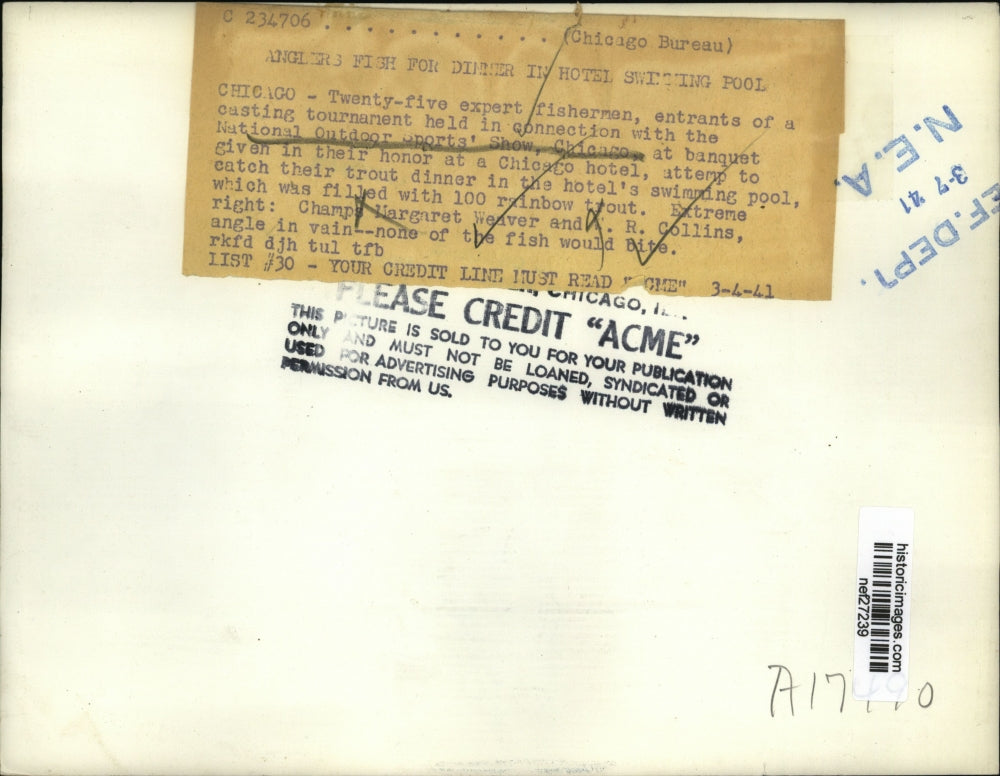 C 234706 . . . . . . . . . . . . (Chicago Bureau)
ANGLERS FISH FOR DINNER IN HOTEL SWIMMING POOL
CHICAGO - Twenty-five expert fishermen, entrants of a
casting tournament held in connection with the
National Outdoor Sports' Show, Chicago, at banquet
given in their honor at a Chicago hotel, attemp to
catch their trout dinner in the hotel's swimming pool,
which was filled with 100 rainbow trout. Extreme
right: Champs Margaret Weaver and R. Collins,
angle in vain--none of the fish would bite.
rkfd djh tul tfb
LIST #30 - YOUR CREDIT LINE MUST READ "ACME" 3-4-41
CHICAGO, ILL.
PLEASE CREDIT "ACME"
THIS PICTURE IS SOLD TO YOU FOR YOUR PUBLICATION
ONLY AND MUST NOT BE LOANED, SYNDICATED OR
USED FOR ADVERTISING PURPOSES WITHOUT WRITTEN
PERMISSION FROM US.
N.E.A.
3-7 41
EF. DEPT.
historicimages.com
nef27239
A17490